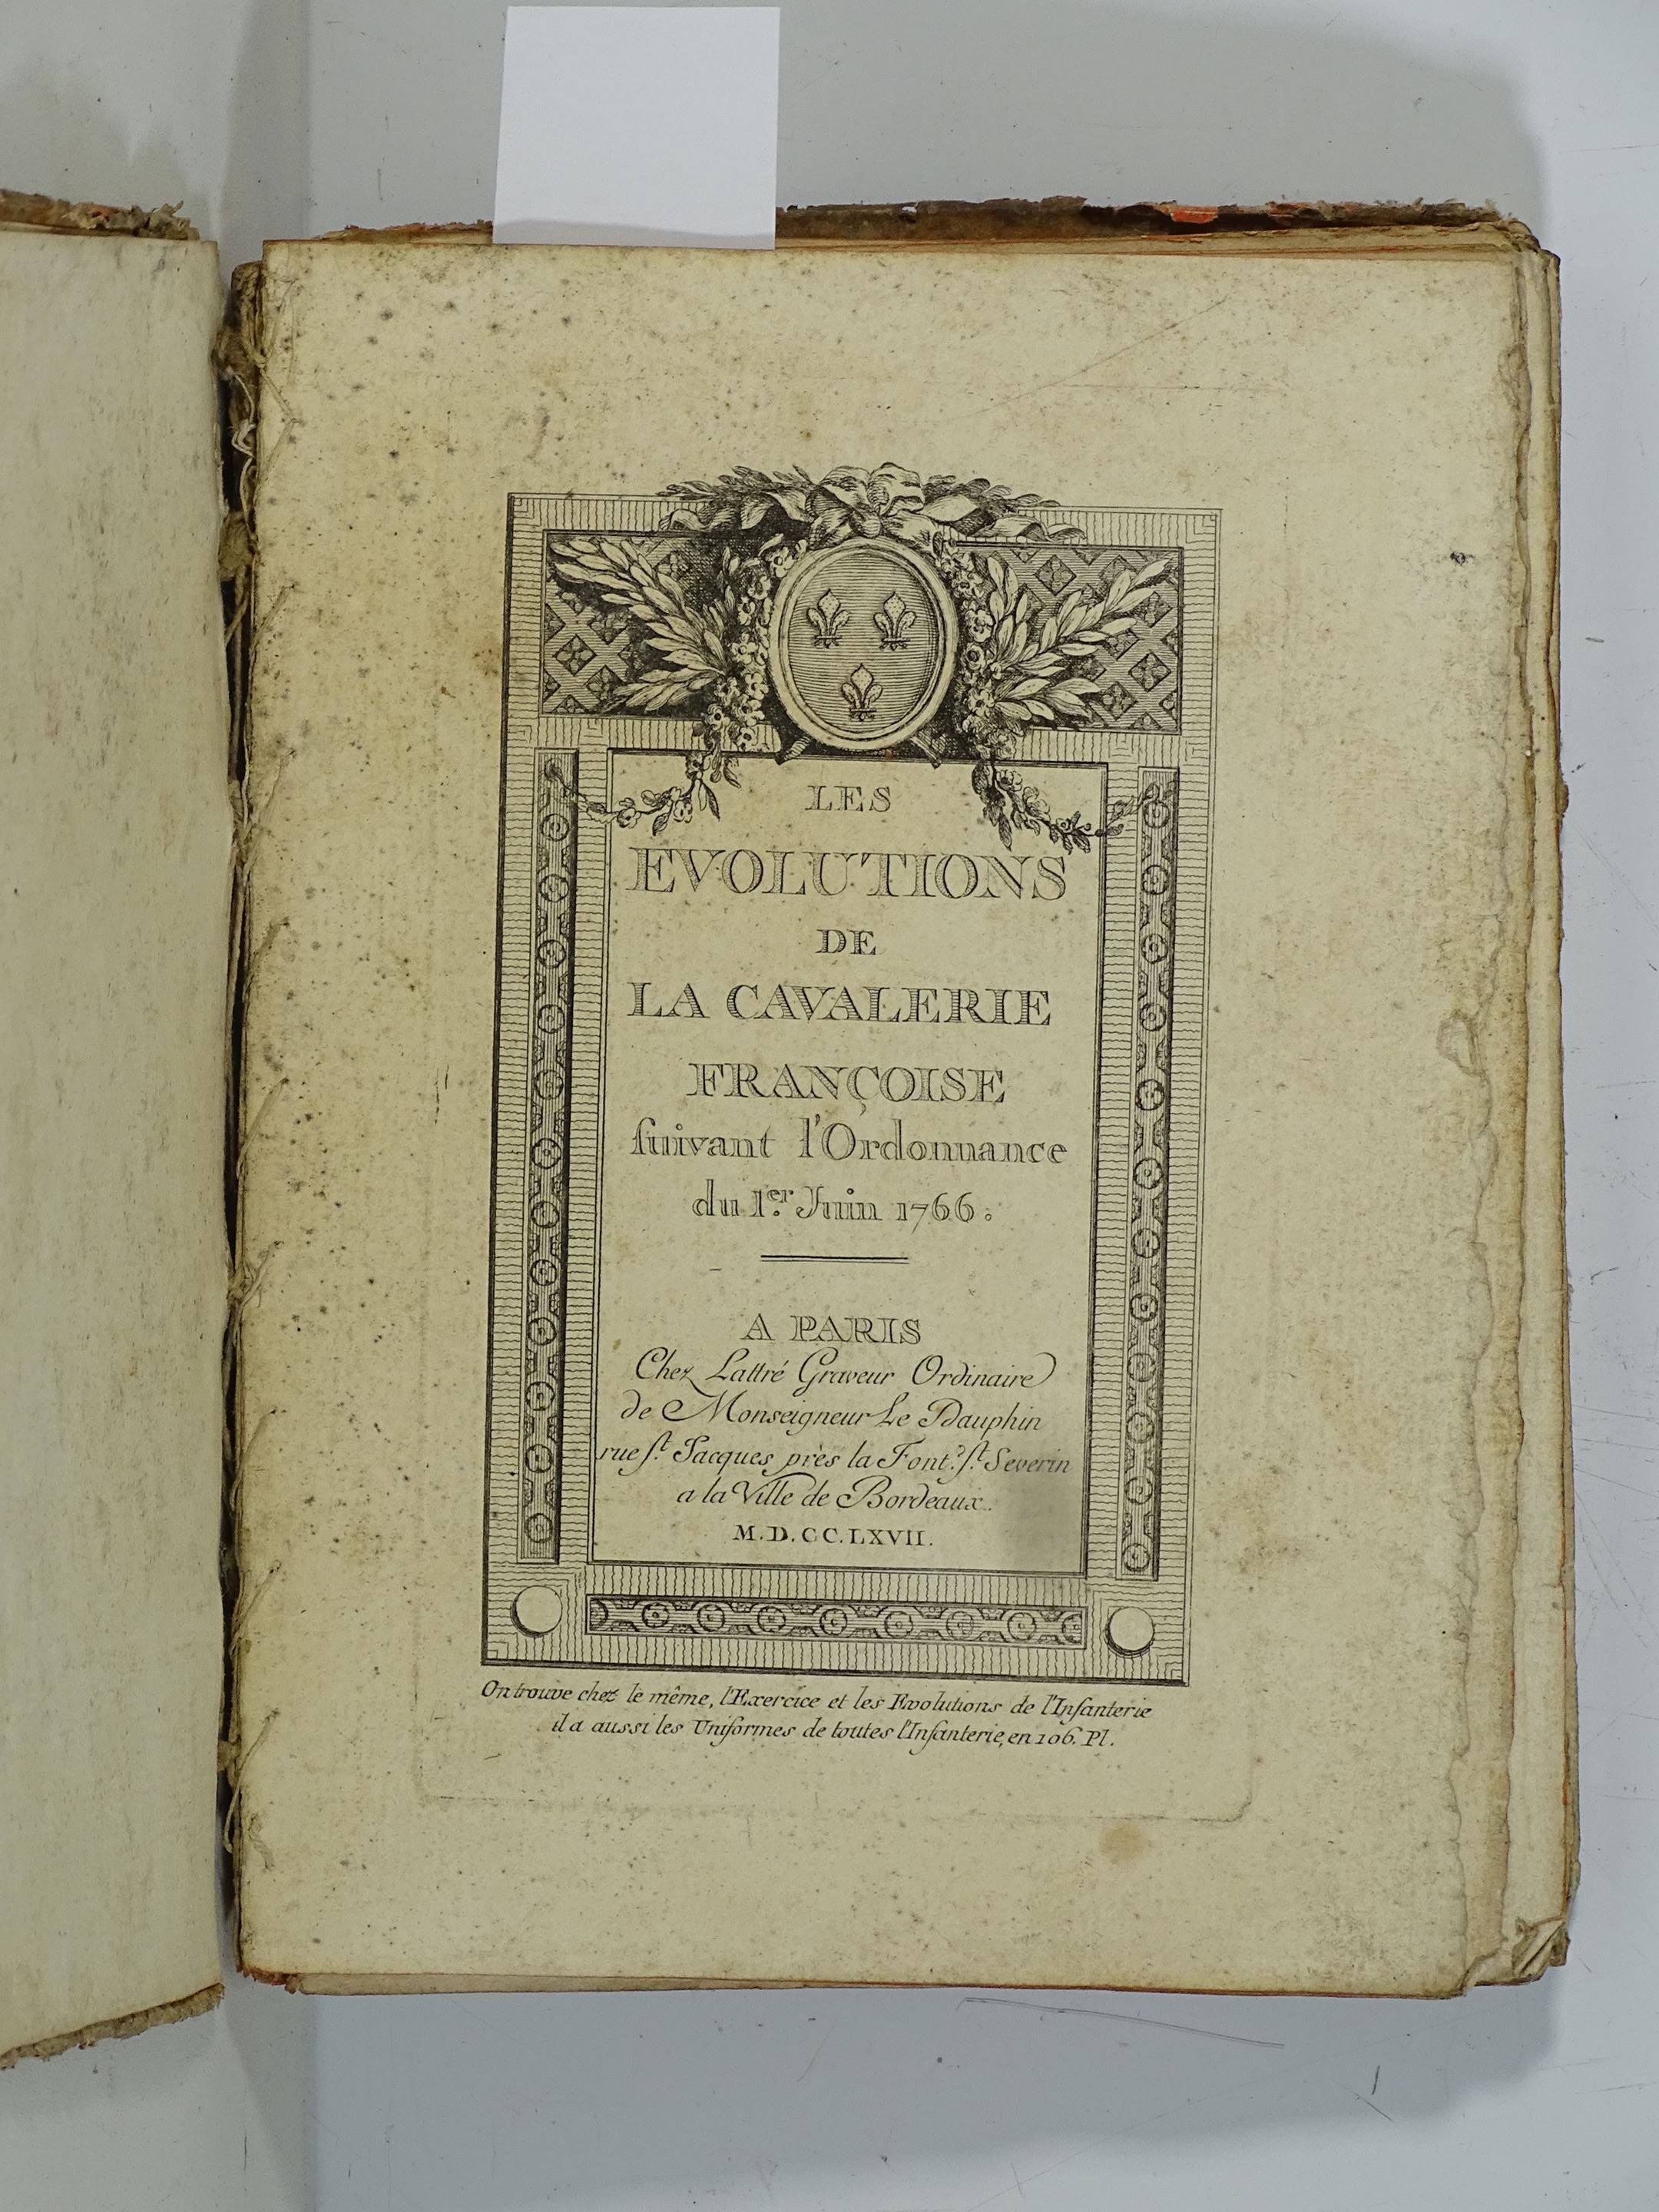 LES
EVOLUTIONS
DE
LA CAVALERIE
FRANÇOISE
ſuivant l'Ordonnance
du 1.er Juin 1766.
A PARIS
Chez Lattré Graveur Ordinaire
de Monseigneur Le Dauphin
rue St. Jacques près la Font.e St. Severin
a la Ville de Bordeaux.
M.D.CC.LXVII.
On trouve chez le même, l'Exercice et les Evolutions de l'Infanterie
il a aussi les Uniformes de toutes l'Infanterie, en 106. Pl.